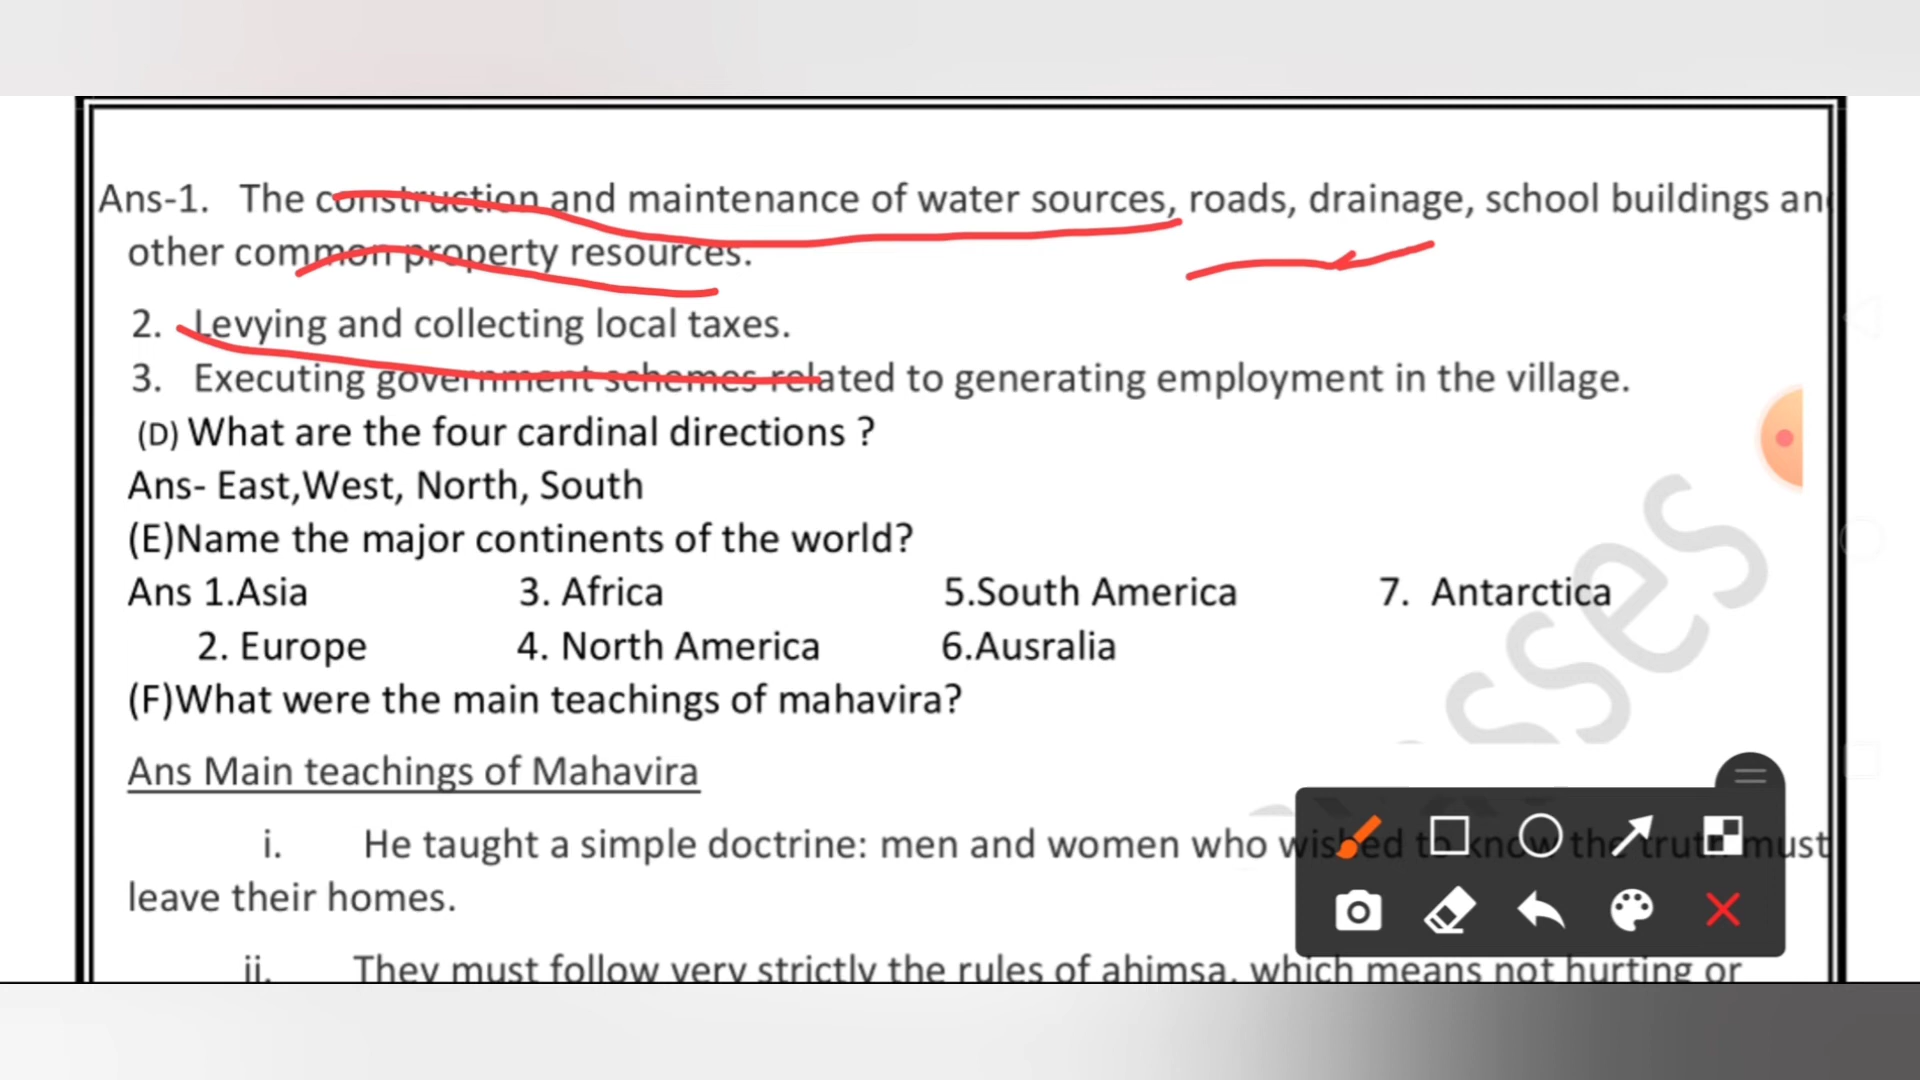 Ans-1. The construction and maintenance of water sources, roads, drainage, school buildings an
other common property resources.
2. Levying and collecting local taxes.
3. Executing government schemes related to generating employment in the village.
(D) What are the four cardinal directions ?
Ans- East,West, North, South
(E)Name the major continents of the world?
Ans 1.Asia 3. Africa 5.South America 7. Antarctica
2. Europe 4. North America 6.Ausralia
(F)What were the main teachings of mahavira?
Ans Main teachings of Mahavira
i. He taught a simple doctrine: men and women who wished to know the truth must
leave their homes.
ii. They must follow very strictly the rules of ahimsa, which means not hurting or
sses